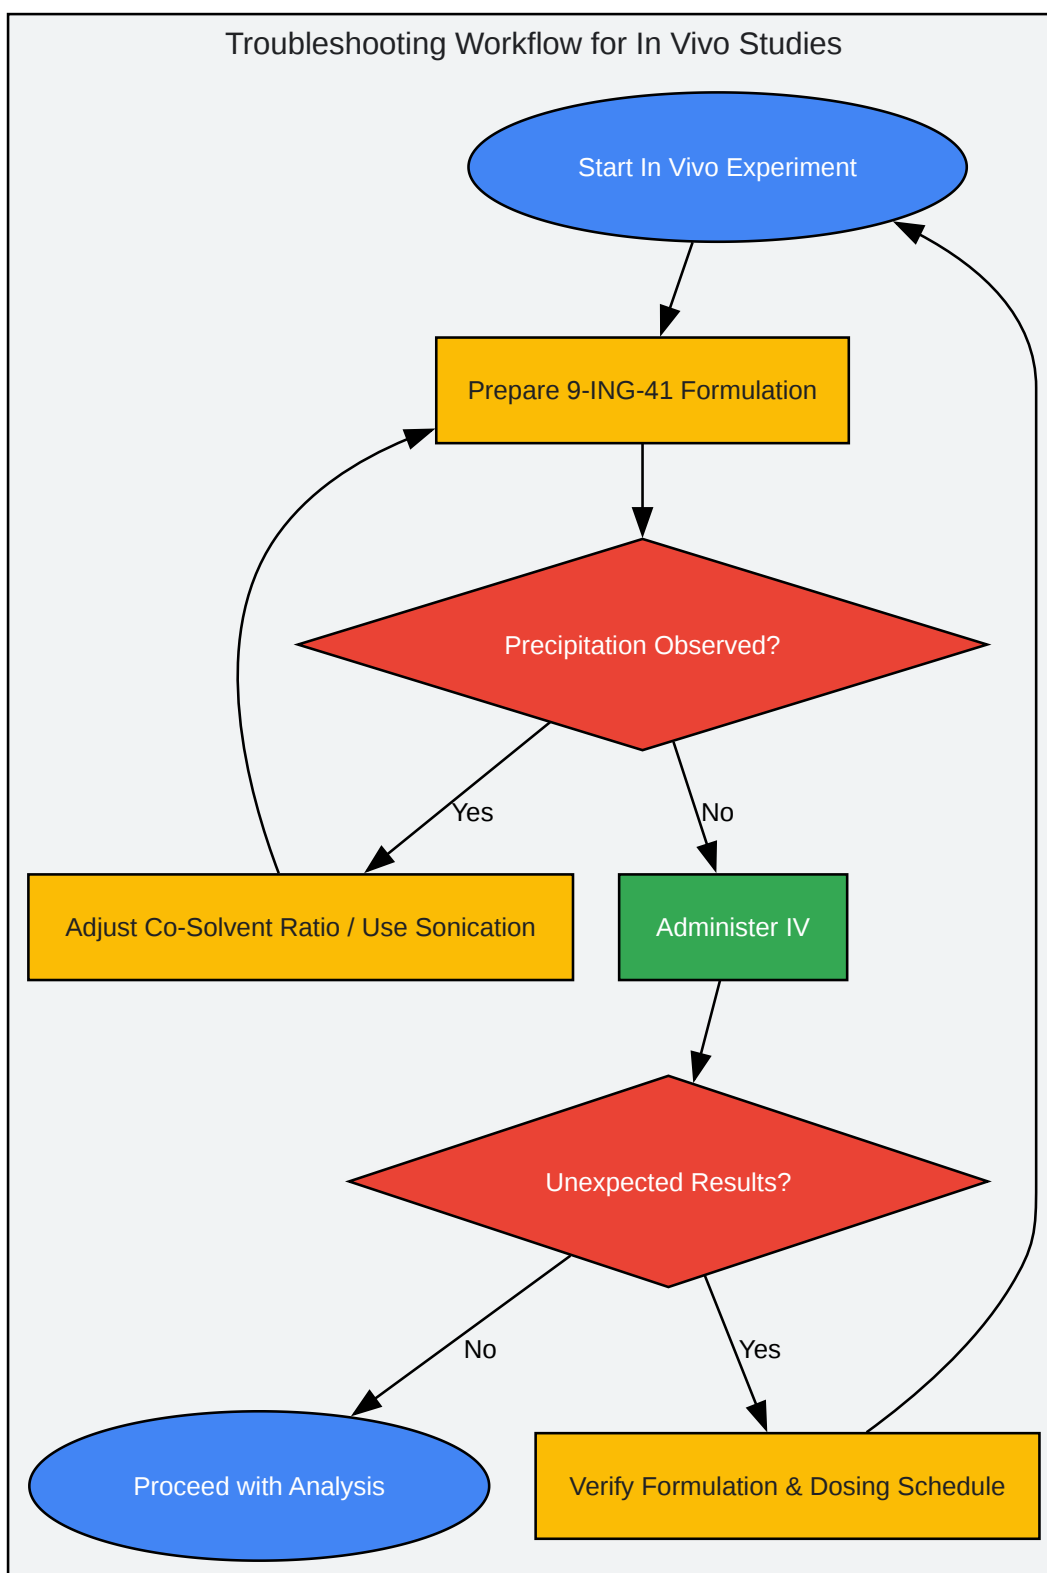 Troubleshooting Workflow for In Vivo Studies
Start In Vivo Experiment
Prepare 9-ING-41 Formulation
Precipitation Observed?
Yes
No
Adjust Co-Solvent Ratio / Use Sonication
Administer IV
Unexpected Results?
No
Yes
Proceed with Analysis
Verify Formulation & Dosing Schedule